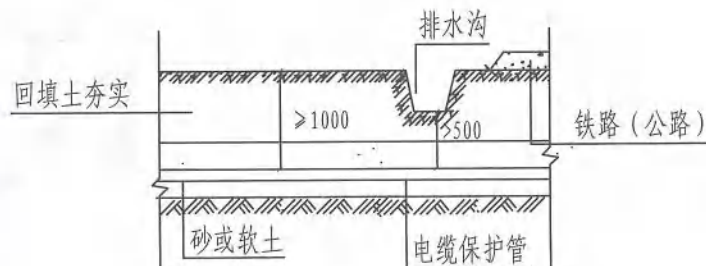 排水沟
回填土夯实
≥1000
>500
铁路（公路）
砂或软土
电缆保护管